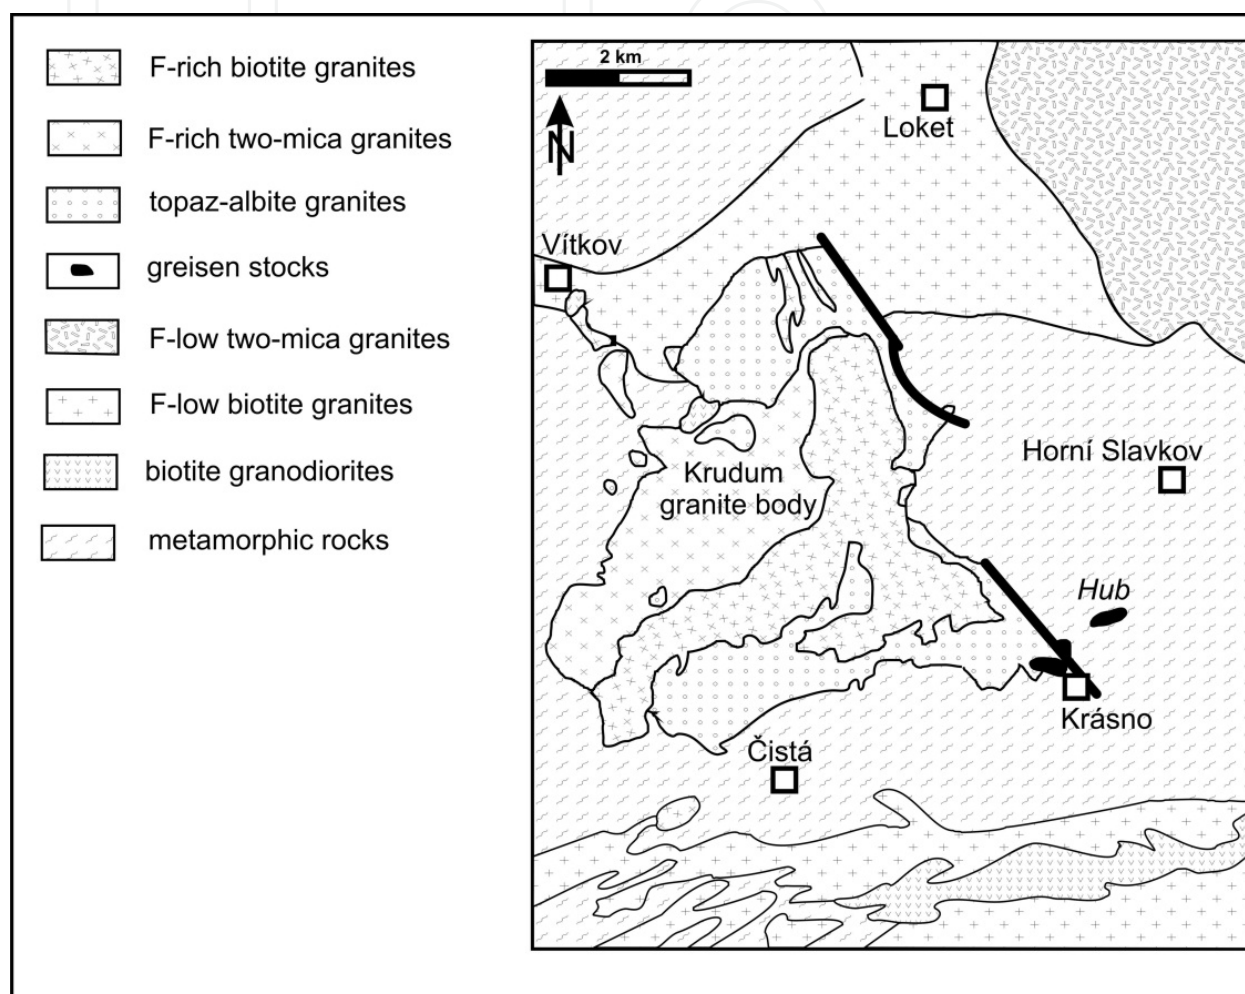 F-rich biotite granites
F-rich two-mica granites
topaz-albite granites
greisen stocks
F-low two-mica granites
F-low biotite granites
biotite granodiorites
metamorphic rocks
2 km
N
Loket
Vítkov
Horní Slavkov
Krudum
granite body
Hub
Krásno
Čistá